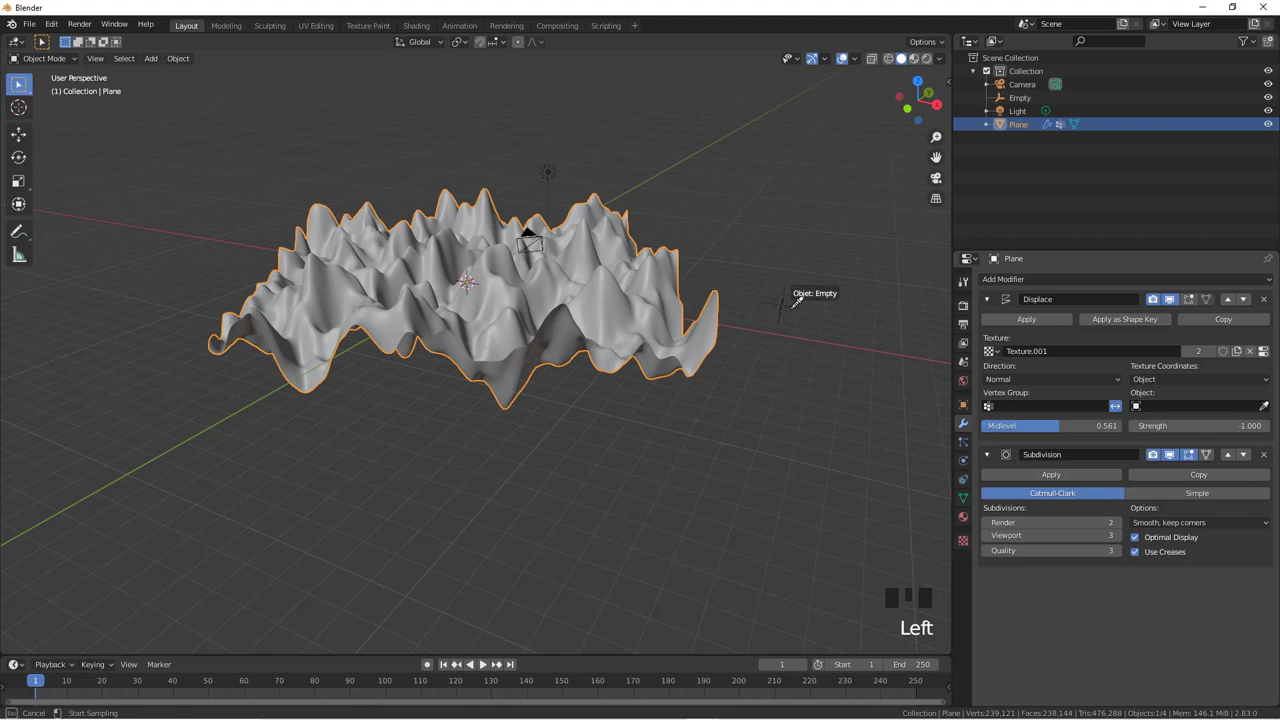 Blender
File Edit Render Window Help
Layout Modeling Sculpting UV Editing Texture Paint Shading Animation Rendering Compositing Scripting +
Scene
View Layer
Global
Options
Object Mode View Select Add Object
User Perspective
(1) Collection | Plane
Z
Y
X
Objet: Empty
Left
Scene Collection
Collection
Camera
Empty
Light
Plane
Plane
Add Modifier
Displace
Apply Apply as Shape Key Copy
Texture:
Texture.001 2
Direction: Texture Coordinates:
Normal Object
Vertex Group: Object:
Midlevel 0.561 Strength -1.000
Subdivision
Apply Copy
Catmull-Clark Simple
Subdivisions: Options:
Render 2 Smooth, keep corners
Viewport 3 Optimal Display
Quality 3 Use Creases
Playback Keying View Marker
1 Start 1 End 250
1 10 20 30 40 50 60 70 80 90 100 110 120 130 140 150 160 170 180 190 200 210 220 230 240 250
Esc Cancel Start Sampling
Collection | Plane | Verts:239,121 | Faces:238,144 | Tris:476,288 | Objects:1/4 | Mem: 146.1 MiB | 2.83.0